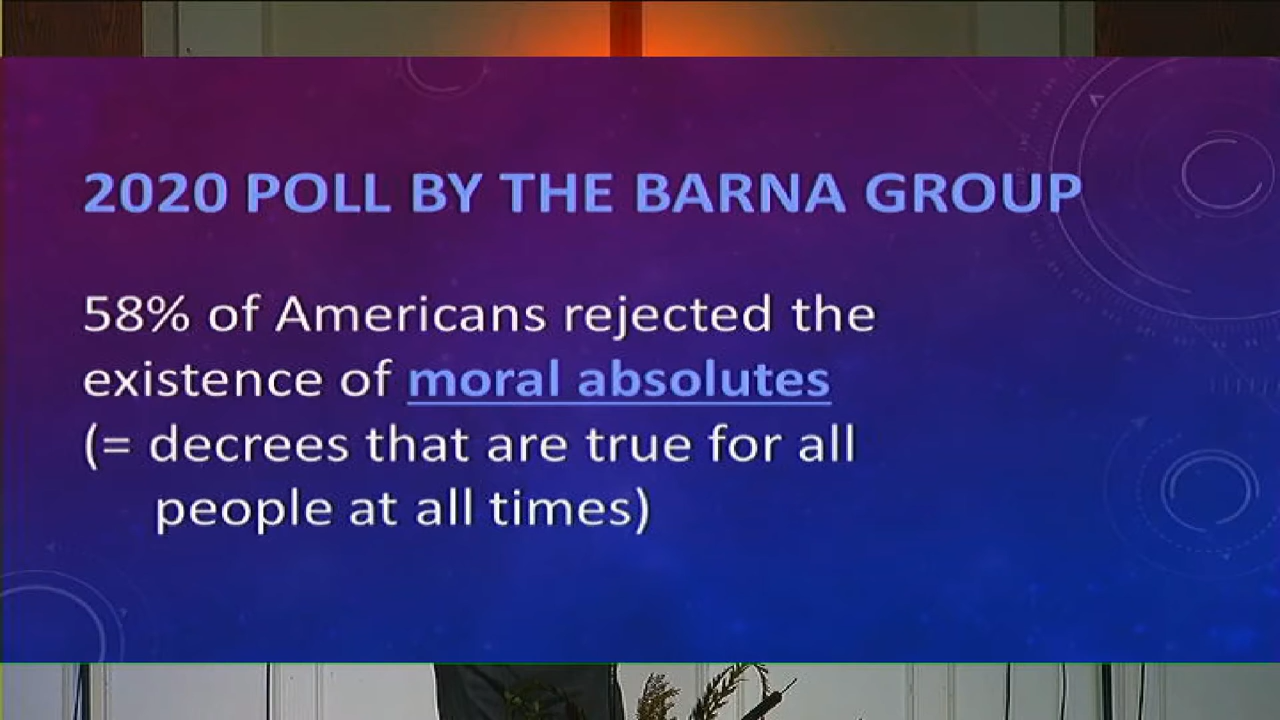 2020 POLL BY THE BARNA GROUP
58% of Americans rejected the
existence of moral absolutes
(= decrees that are true for all
people at all times)